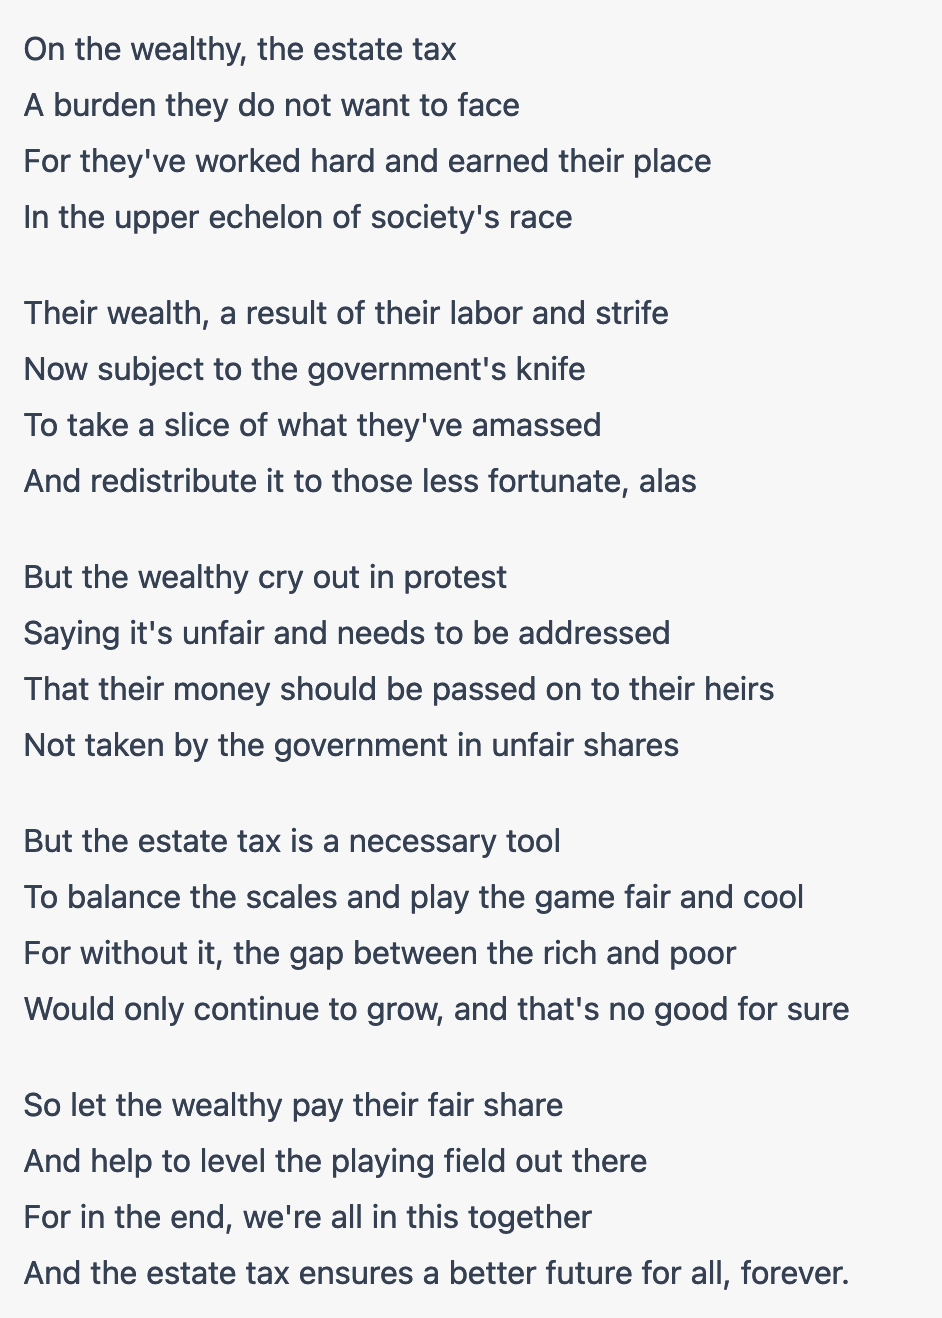 On the wealthy, the estate tax
A burden they do not want to face
For they've worked hard and earned their place
In the upper echelon of society's race
Their wealth, a result of their labor and strife
Now subject to the government's knife
To take a slice of what they've amassed
And redistribute it to those less fortunate, alas
But the wealthy cry out in protest
Saying it's unfair and needs to be addressed
That their money should be passed on to their heirs
Not taken by the government in unfair shares
But the estate tax is a necessary tool
To balance the scales and play the game fair and cool
For without it, the gap between the rich and poor
Would only continue to grow, and that's no good for sure
So let the wealthy pay their fair share
And help to level the playing field out there
For in the end, we're all in this together
And the estate tax ensures a better future for all, forever.